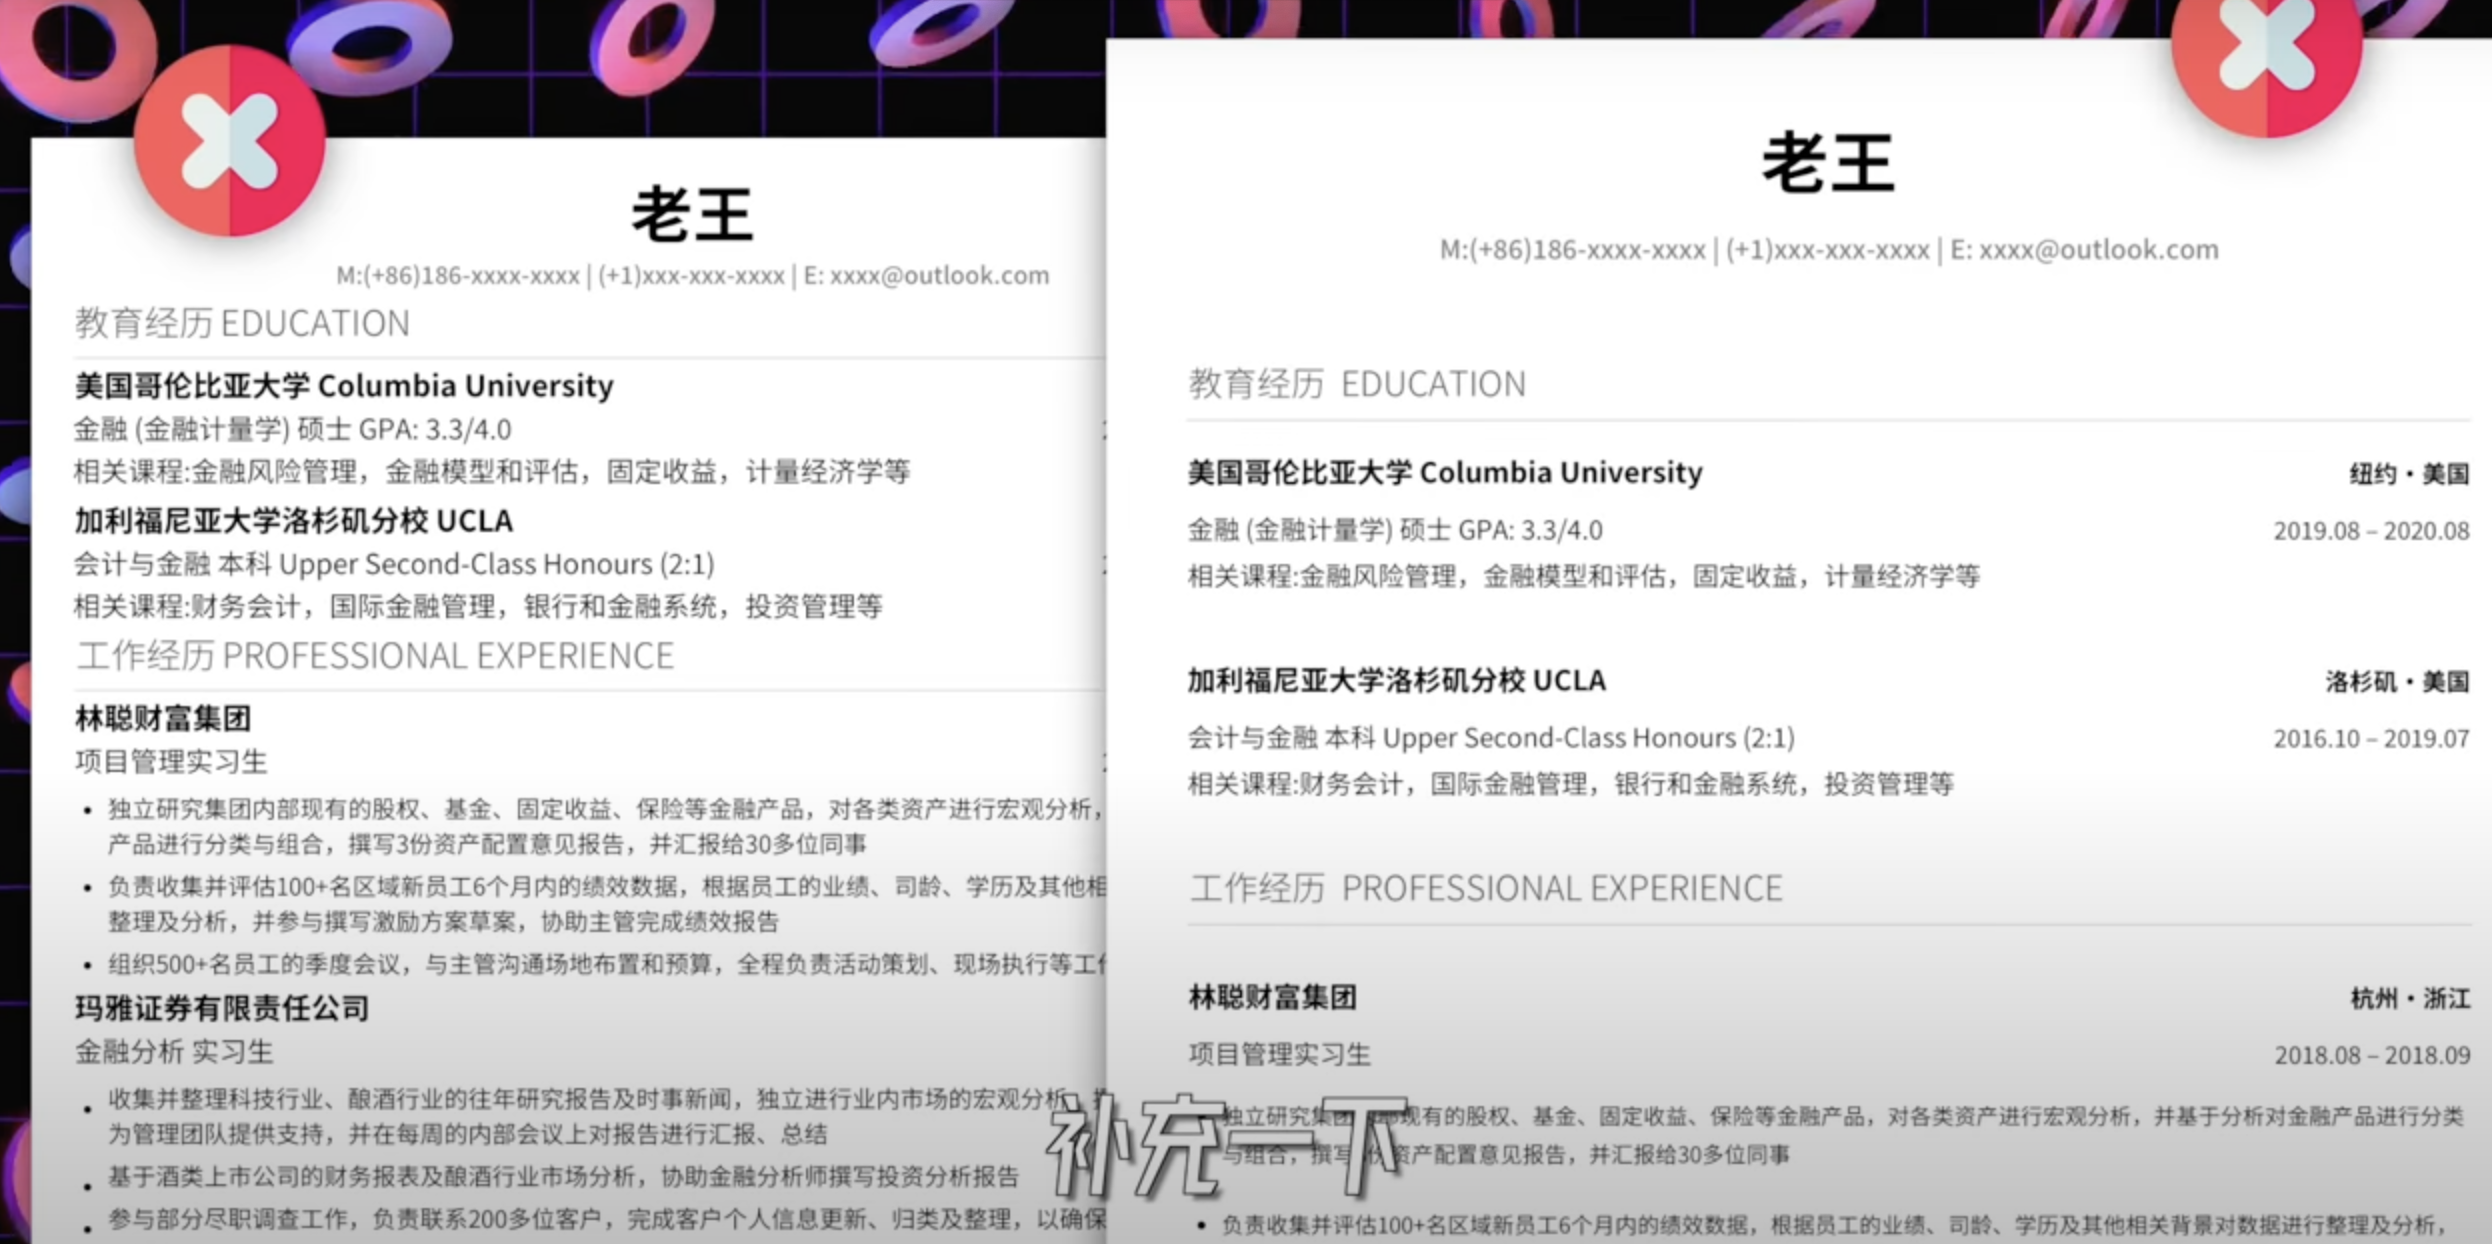 老王
M:(+86)186-xxxx-xxxx | (+1)xxx-xxx-xxxx | E: xxxx@outlook.com
教育经历 EDUCATION
美国哥伦比亚大学 Columbia University
金融 (金融计量学) 硕士 GPA: 3.3/4.0
相关课程:金融风险管理，金融模型和评估，固定收益，计量经济学等
加利福尼亚大学洛杉矶分校 UCLA
会计与金融 本科 Upper Second-Class Honours (2:1)
相关课程:财务会计，国际金融管理，银行和金融系统，投资管理等
工作经历 PROFESSIONAL EXPERIENCE
林聪财富集团
项目管理实习生
• 独立研究集团内部现有的股权、基金、固定收益、保险等金融产品，对各类资产进行宏观分析，
产品进行分类与组合，撰写3份资产配置意见报告，并汇报给30多位同事
• 负责收集并评估100+名区域新员工6个月内的绩效数据，根据员工的业绩、司龄、学历及其他相
整理及分析，并参与撰写激励方案草案，协助主管完成绩效报告
• 组织500+名员工的季度会议，与主管沟通场地布置和预算，全程负责活动策划、现场执行等工
玛雅证券有限责任公司
金融分析 实习生
• 收集并整理科技行业、酿酒行业的往年研究报告及时事新闻，独立进行业内市场的宏观分析
为管理团队提供支持，并在每周的内部会议上对报告进行汇报、总结
• 基于酒类上市公司的财务报表及酿酒行业市场分析，协助金融分析师撰写投资分析报告
• 参与部分尽职调查工作，负责联系200多位客户，完成客户个人信息更新、归类及整理，以确保
老王
M:(+86)186-xxxx-xxxx | (+1)xxx-xxx-xxxx | E: xxxx@outlook.com
教育经历 EDUCATION
美国哥伦比亚大学 Columbia University 纽约・美国
金融 (金融计量学) 硕士 GPA: 3.3/4.0 2019.08 – 2020.08
相关课程:金融风险管理，金融模型和评估，固定收益，计量经济学等
加利福尼亚大学洛杉矶分校 UCLA 洛杉矶・美国
会计与金融 本科 Upper Second-Class Honours (2:1) 2016.10 – 2019.07
相关课程:财务会计，国际金融管理，银行和金融系统，投资管理等
工作经历 PROFESSIONAL EXPERIENCE
林聪财富集团 杭州・浙江
项目管理实习生 2018.08 – 2018.09
独立研究集团现有的股权、基金、固定收益、保险等金融产品，对各类资产进行宏观分析，并基于分析对金融产品进行分类
与组合，撰写资产配置意见报告，并汇报给30多位同事
• 负责收集并评估100+名区域新员工6个月内的绩效数据，根据员工的业绩、司龄、学历及其他相关背景对数据进行整理及分析，
补充一下